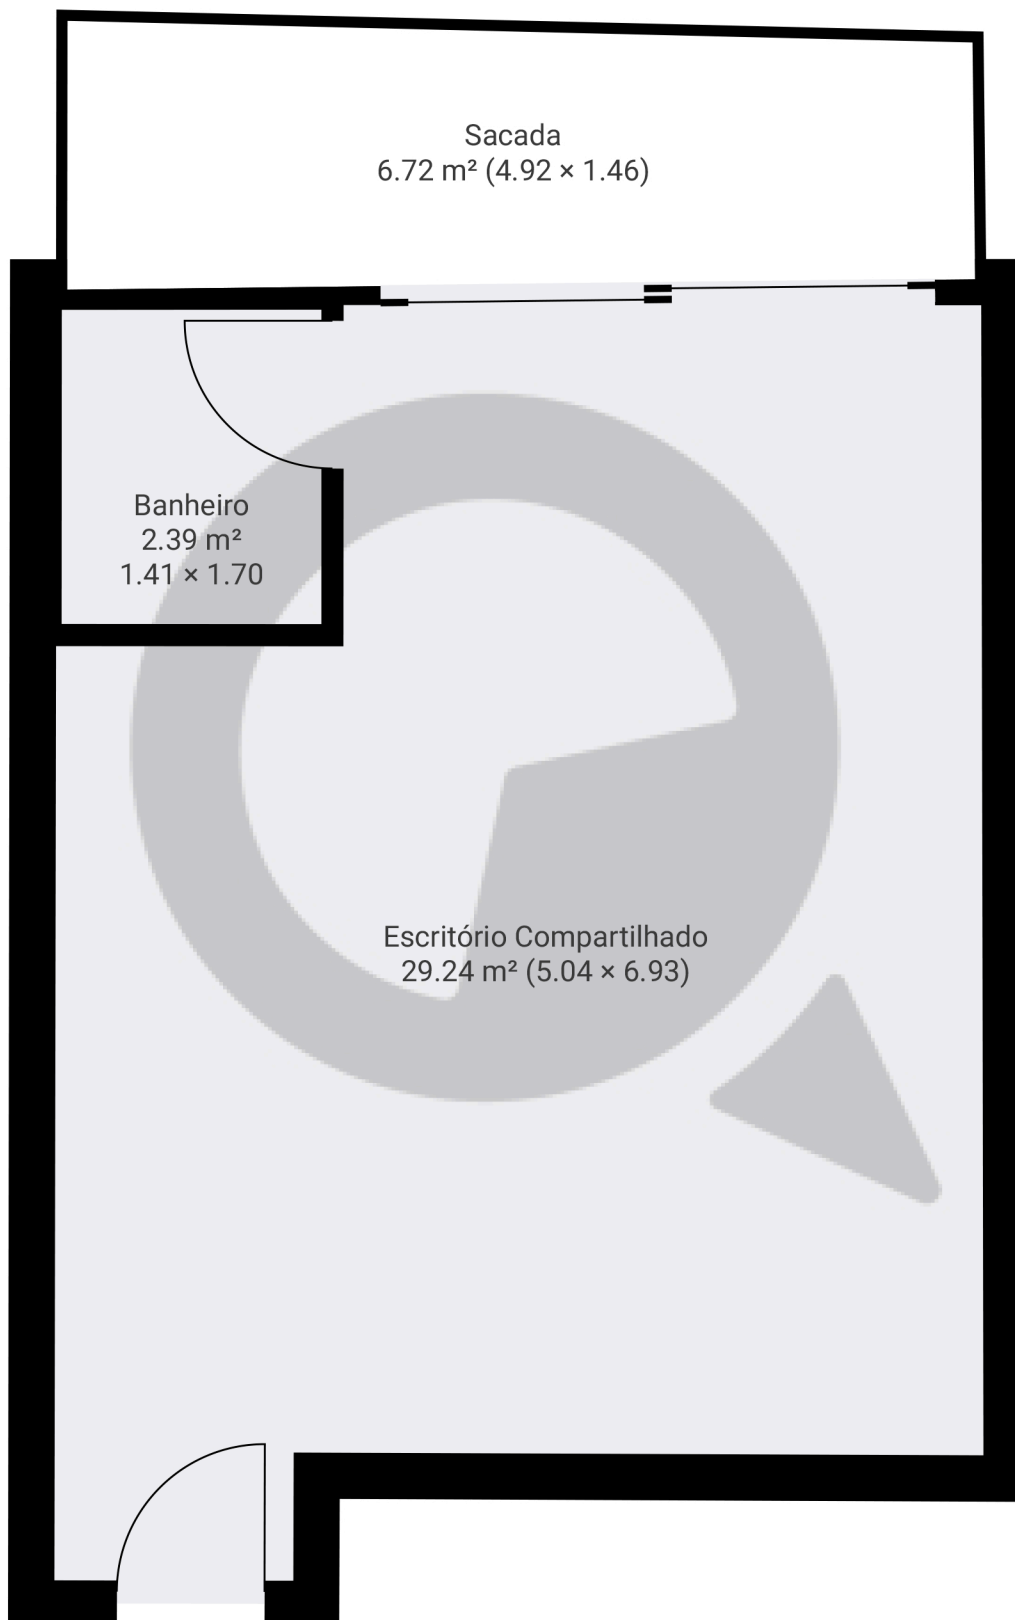 Sacada
6.72 m² (4.92 × 1.46)
Banheiro
2.39 m²
1.41 × 1.70
Escritório Compartilhado
29.24 m² (5.04 × 6.93)